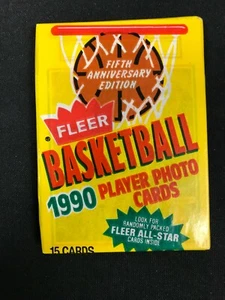 FIFTH
ANNIVERSARY
EDITION
FLEER
BASKETBALL
1990 PLAYER PHOTO
CARDS
LOOK FOR
RANDOMLY PACKED
FLEER ALL-STAR
CARDS INSIDE
15 CARDS